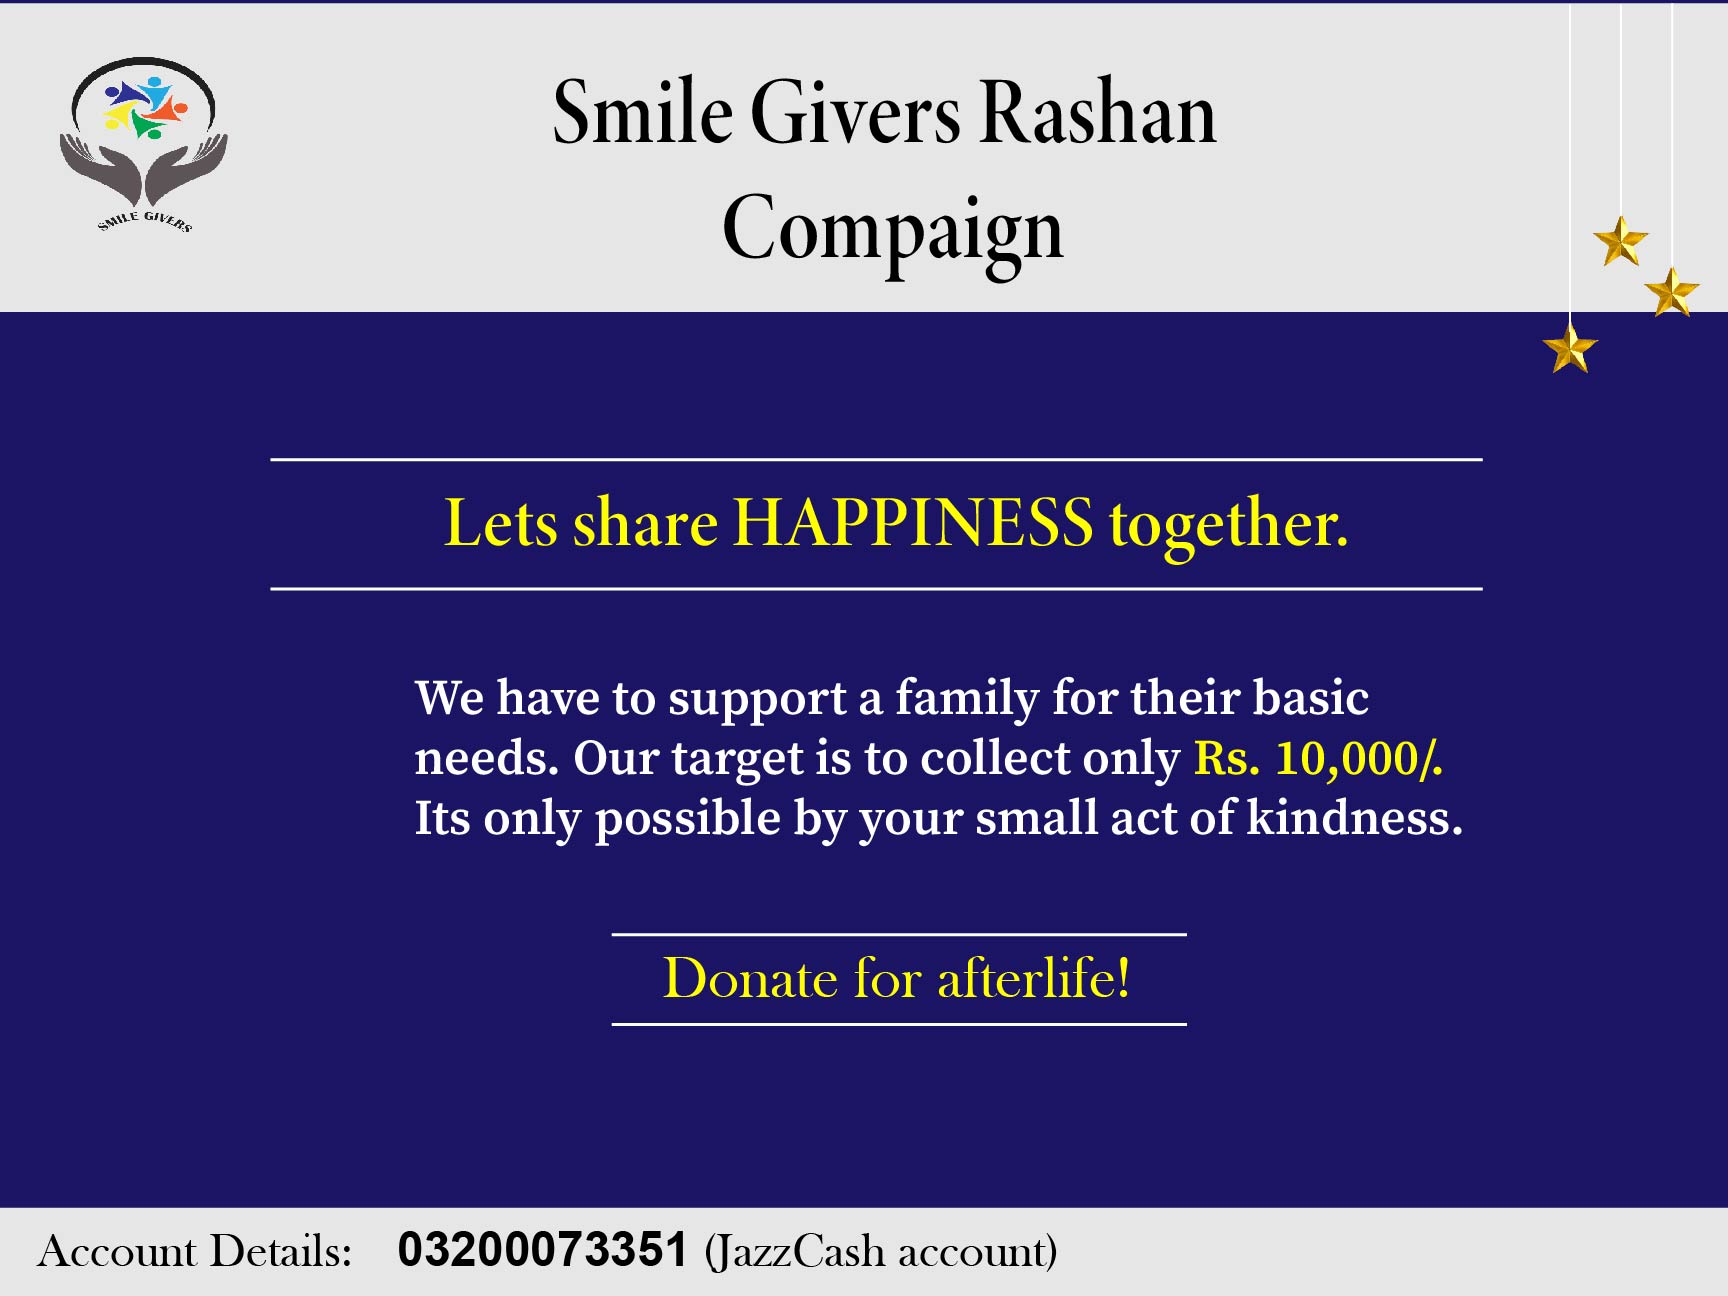 SMILE GIVERS
Smile Givers Rashan
Compaign
Lets share HAPPINESS together.
We have to support a family for their basic
needs. Our target is to collect only Rs. 10,000/.
Its only possible by your small act of kindness.
Donate for afterlife!
Account Details: 03200073351 (JazzCash account)